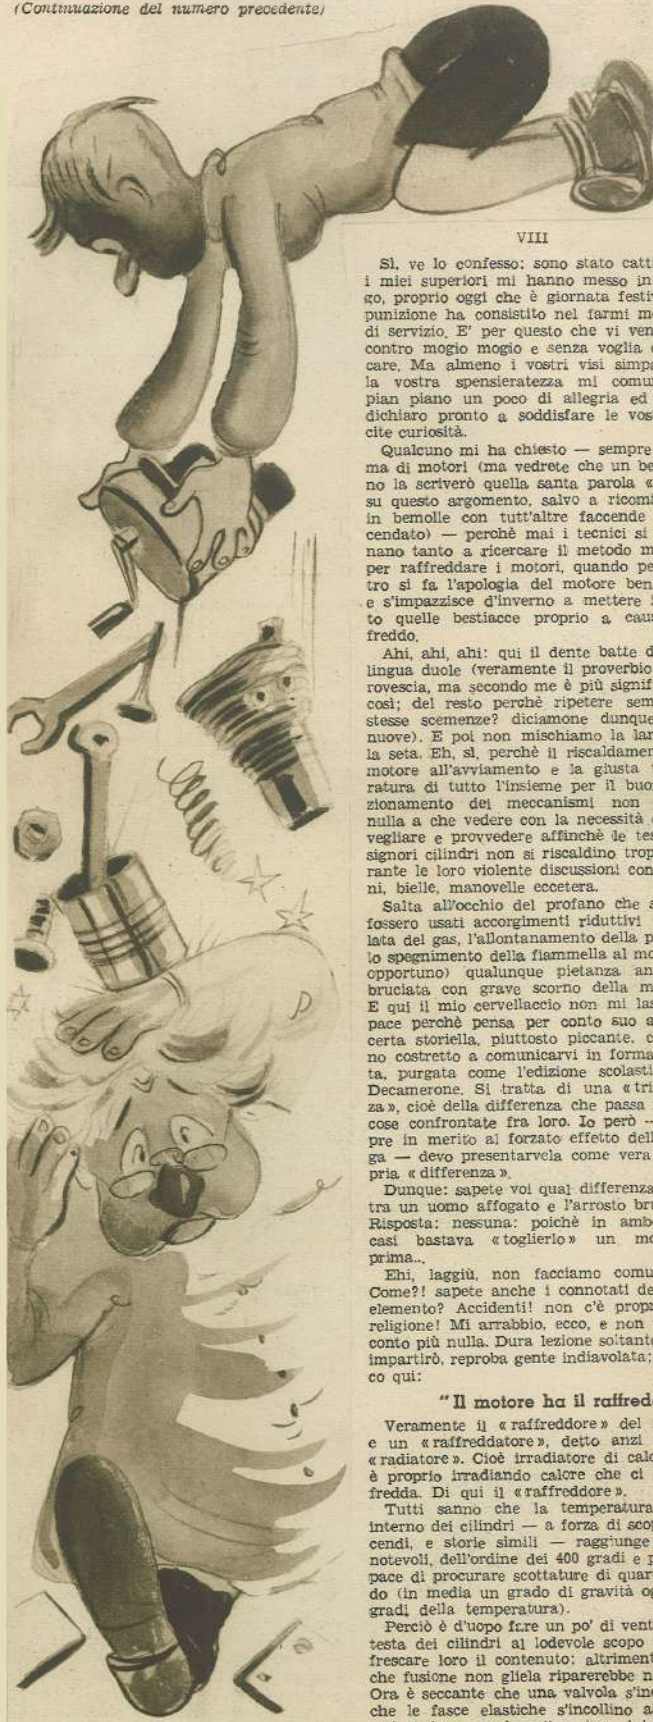 (Continuazione del numero precedente)
VIII
Sì, ve lo confesso: sono stato catti
i miei superiori mi hanno messo in
go, proprio oggi che è giornata festiv
punizione ha consistito nel farmi m
di servizio. E' per questo che vi ven
contro mogio mogio e senza voglia
care. Ma almeno i vostri visi simpa
la vostra spensieratezza mi comu
pian piano un poco di allegria ed
dichiaro pronto a soddisfare le vos
cite curiosità.
Qualcuno mi ha chiesto — sempre
ma di motori (ma vedrete che un be
no la scriverò quella santa parola «
su questo argomento, salvo a ricomi
in bemolle con tutt'altre faccende
cendato) — perchè mai i tecnici si
nano tanto a ricercare il metodo m
per raffreddare i motori, quando pe
tro si fa l'apologia del motore ben
e s'impazzisce d'inverno a mettere i
to quelle bestiacce proprio a caus
freddo.
Ahi, ahi, ahi: qui il dente batte d
lingua duole (veramente il proverbio
rovescia, ma secondo me è più signif
così; del resto perchè ripetere sem
stesse scemenze? diciamone dunque
nuove). E poi non mischiamo la lan
la seta. Eh, sì, perchè il riscaldamen
motore all'avviamento e la giusta
ratura di tutto l'insieme per il buo
zionamento dei meccanismi non
nulla a che vedere con la necessità
vegliare e provvedere affinchè le tes
signori cilindri non si riscaldino trop
rante le loro violente discussioni con
ni, bielle, manovelle eccetera.
Salta all'occhio del profano che
fossero usati accorgimenti riduttivi
lata del gas, l'allontanamento della p
lo spegnimento della fiammella al mo
opportuno) qualunque pietanza an
bruciata con grave scorno della m
E qui il mio cervellaccio non mi las
pace perchè pensa per conto suo a
certa storiella, piuttosto piccante, c
no costretto a comunicarvi in forma
ta, purgata come l'edizione scolasti
Decamerone. Si tratta di una «tri
za», cioè della differenza che passa
cose confrontate fra loro. Io però —
pre in merito al forzato effetto dell
ga — devo presentarvela come vera
pria «differenza».
Dunque: sapete voi qual differenza
tra un uomo affogato e l'arrosto bru
Risposta: nessuna: poichè in amb
casi bastava «toglierlo» un mo
prima...
Ehi, laggiù, non facciamo comu
Come?! sapete anche i connotati de
elemento? Accidenti! non c'è propr
religione! Mi arrabbio, ecco, e non
conto più nulla. Dura lezione soltanto
impartirò, reproba gente indiavolata;
co qui:
"Il motore ha il raffred
Veramente il «raffreddore» del
e un «raffreddatore», detto anzi
«radiatore». Cioè irradiatore di calo
è proprio irradiando calore che ci
fredda. Di qui il «raffreddore».
Tutti sanno che la temperatura
interno dei cilindri — a forza di scop
cendi, e storie simili — raggiunge
notevoli, dell'ordine dei 400 gradi e p
pace di procurare scottature di quar
do (in media un grado di gravità og
gradi della temperatura).
Perciò è d'uopo fare un po' di vent
testa dei cilindri al lodevole scopo
frescare loro il contenuto: altriment
che fusione non gliela riparerebbe n
Ora è seccante che una valvola s'in
che le fasce elastiche s'incollino a